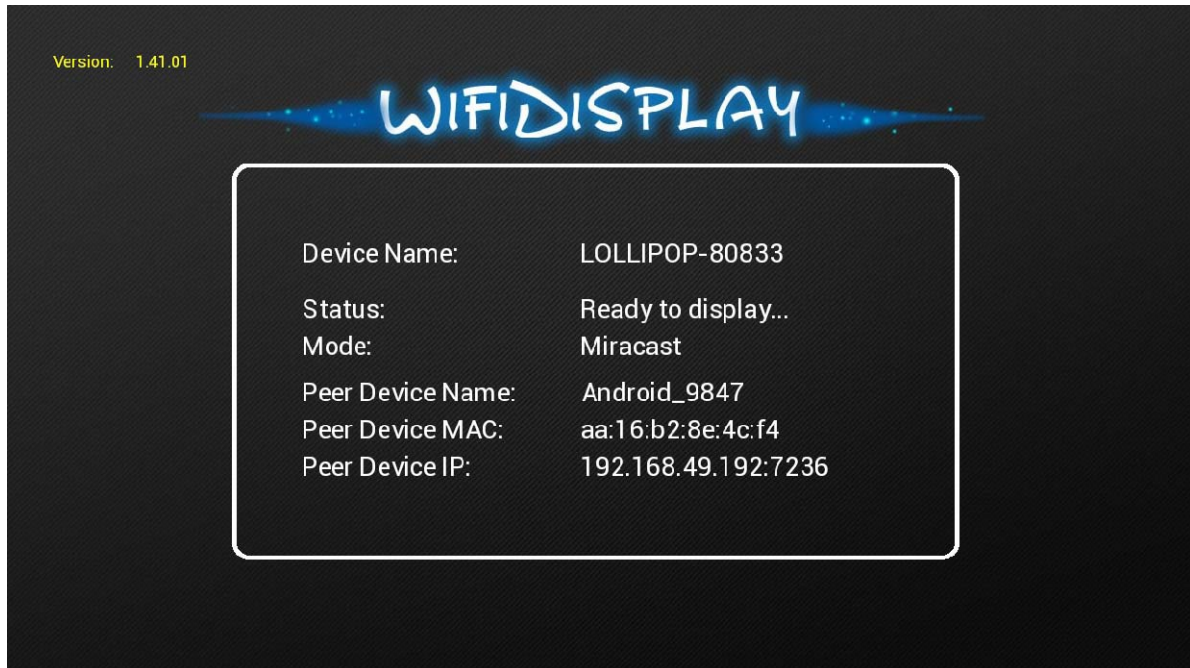 Version: 1.41.01
WIFIDISPLAY
Device Name: LOLLIPOP-80833
Status: Ready to display...
Mode: Miracast
Peer Device Name: Android_9847
Peer Device MAC: aa:16:b2:8e:4c:f4
Peer Device IP: 192.168.49.192:7236